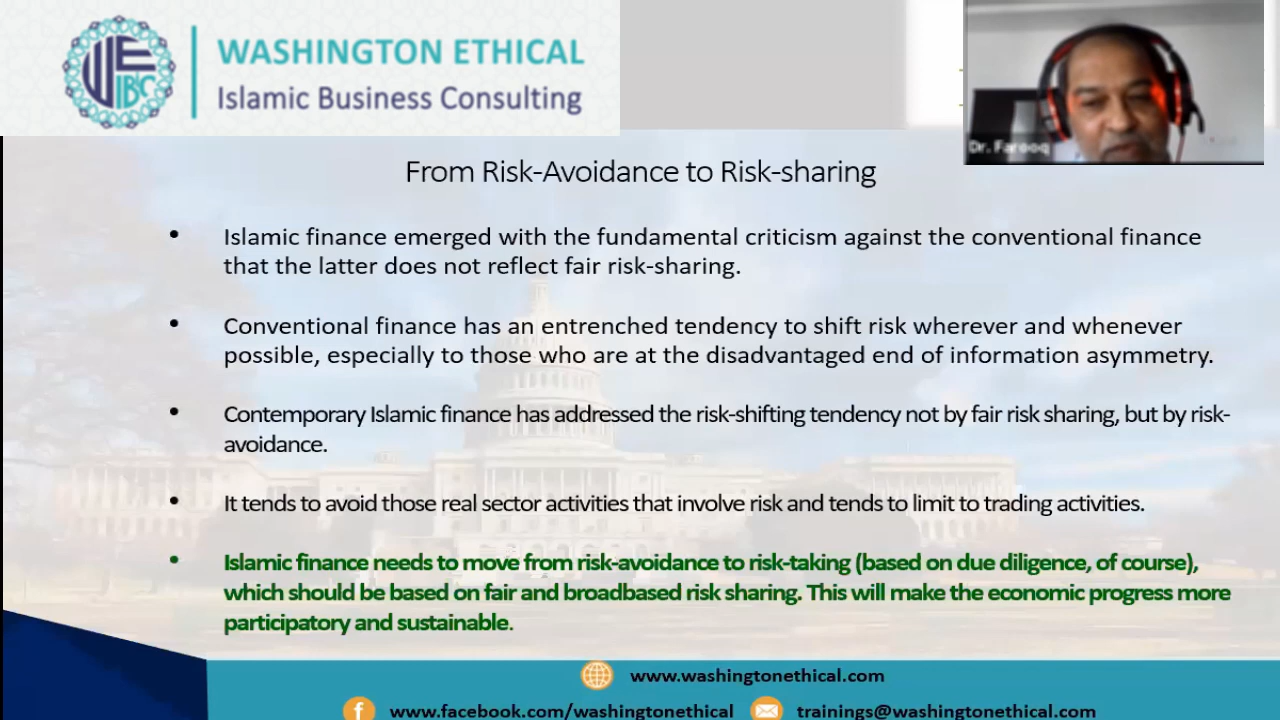 WASHINGTON ETHICAL
Islamic Business Consulting
Dr. Farooq
From Risk-Avoidance to Risk-sharing
• Islamic finance emerged with the fundamental criticism against the conventional finance
that the latter does not reflect fair risk-sharing.
• Conventional finance has an entrenched tendency to shift risk wherever and whenever
possible, especially to those who are at the disadvantaged end of information asymmetry.
• Contemporary Islamic finance has addressed the risk-shifting tendency not by fair risk sharing, but by risk-
avoidance.
• It tends to avoid those real sector activities that involve risk and tends to limit to trading activities.
• Islamic finance needs to move from risk-avoidance to risk-taking (based on due diligence, of course),
which should be based on fair and broadbased risk sharing. This will make the economic progress more
participatory and sustainable.
www.washingtonethical.com
f www.facebook.com/washingtonethical trainings@washingtonethical.com